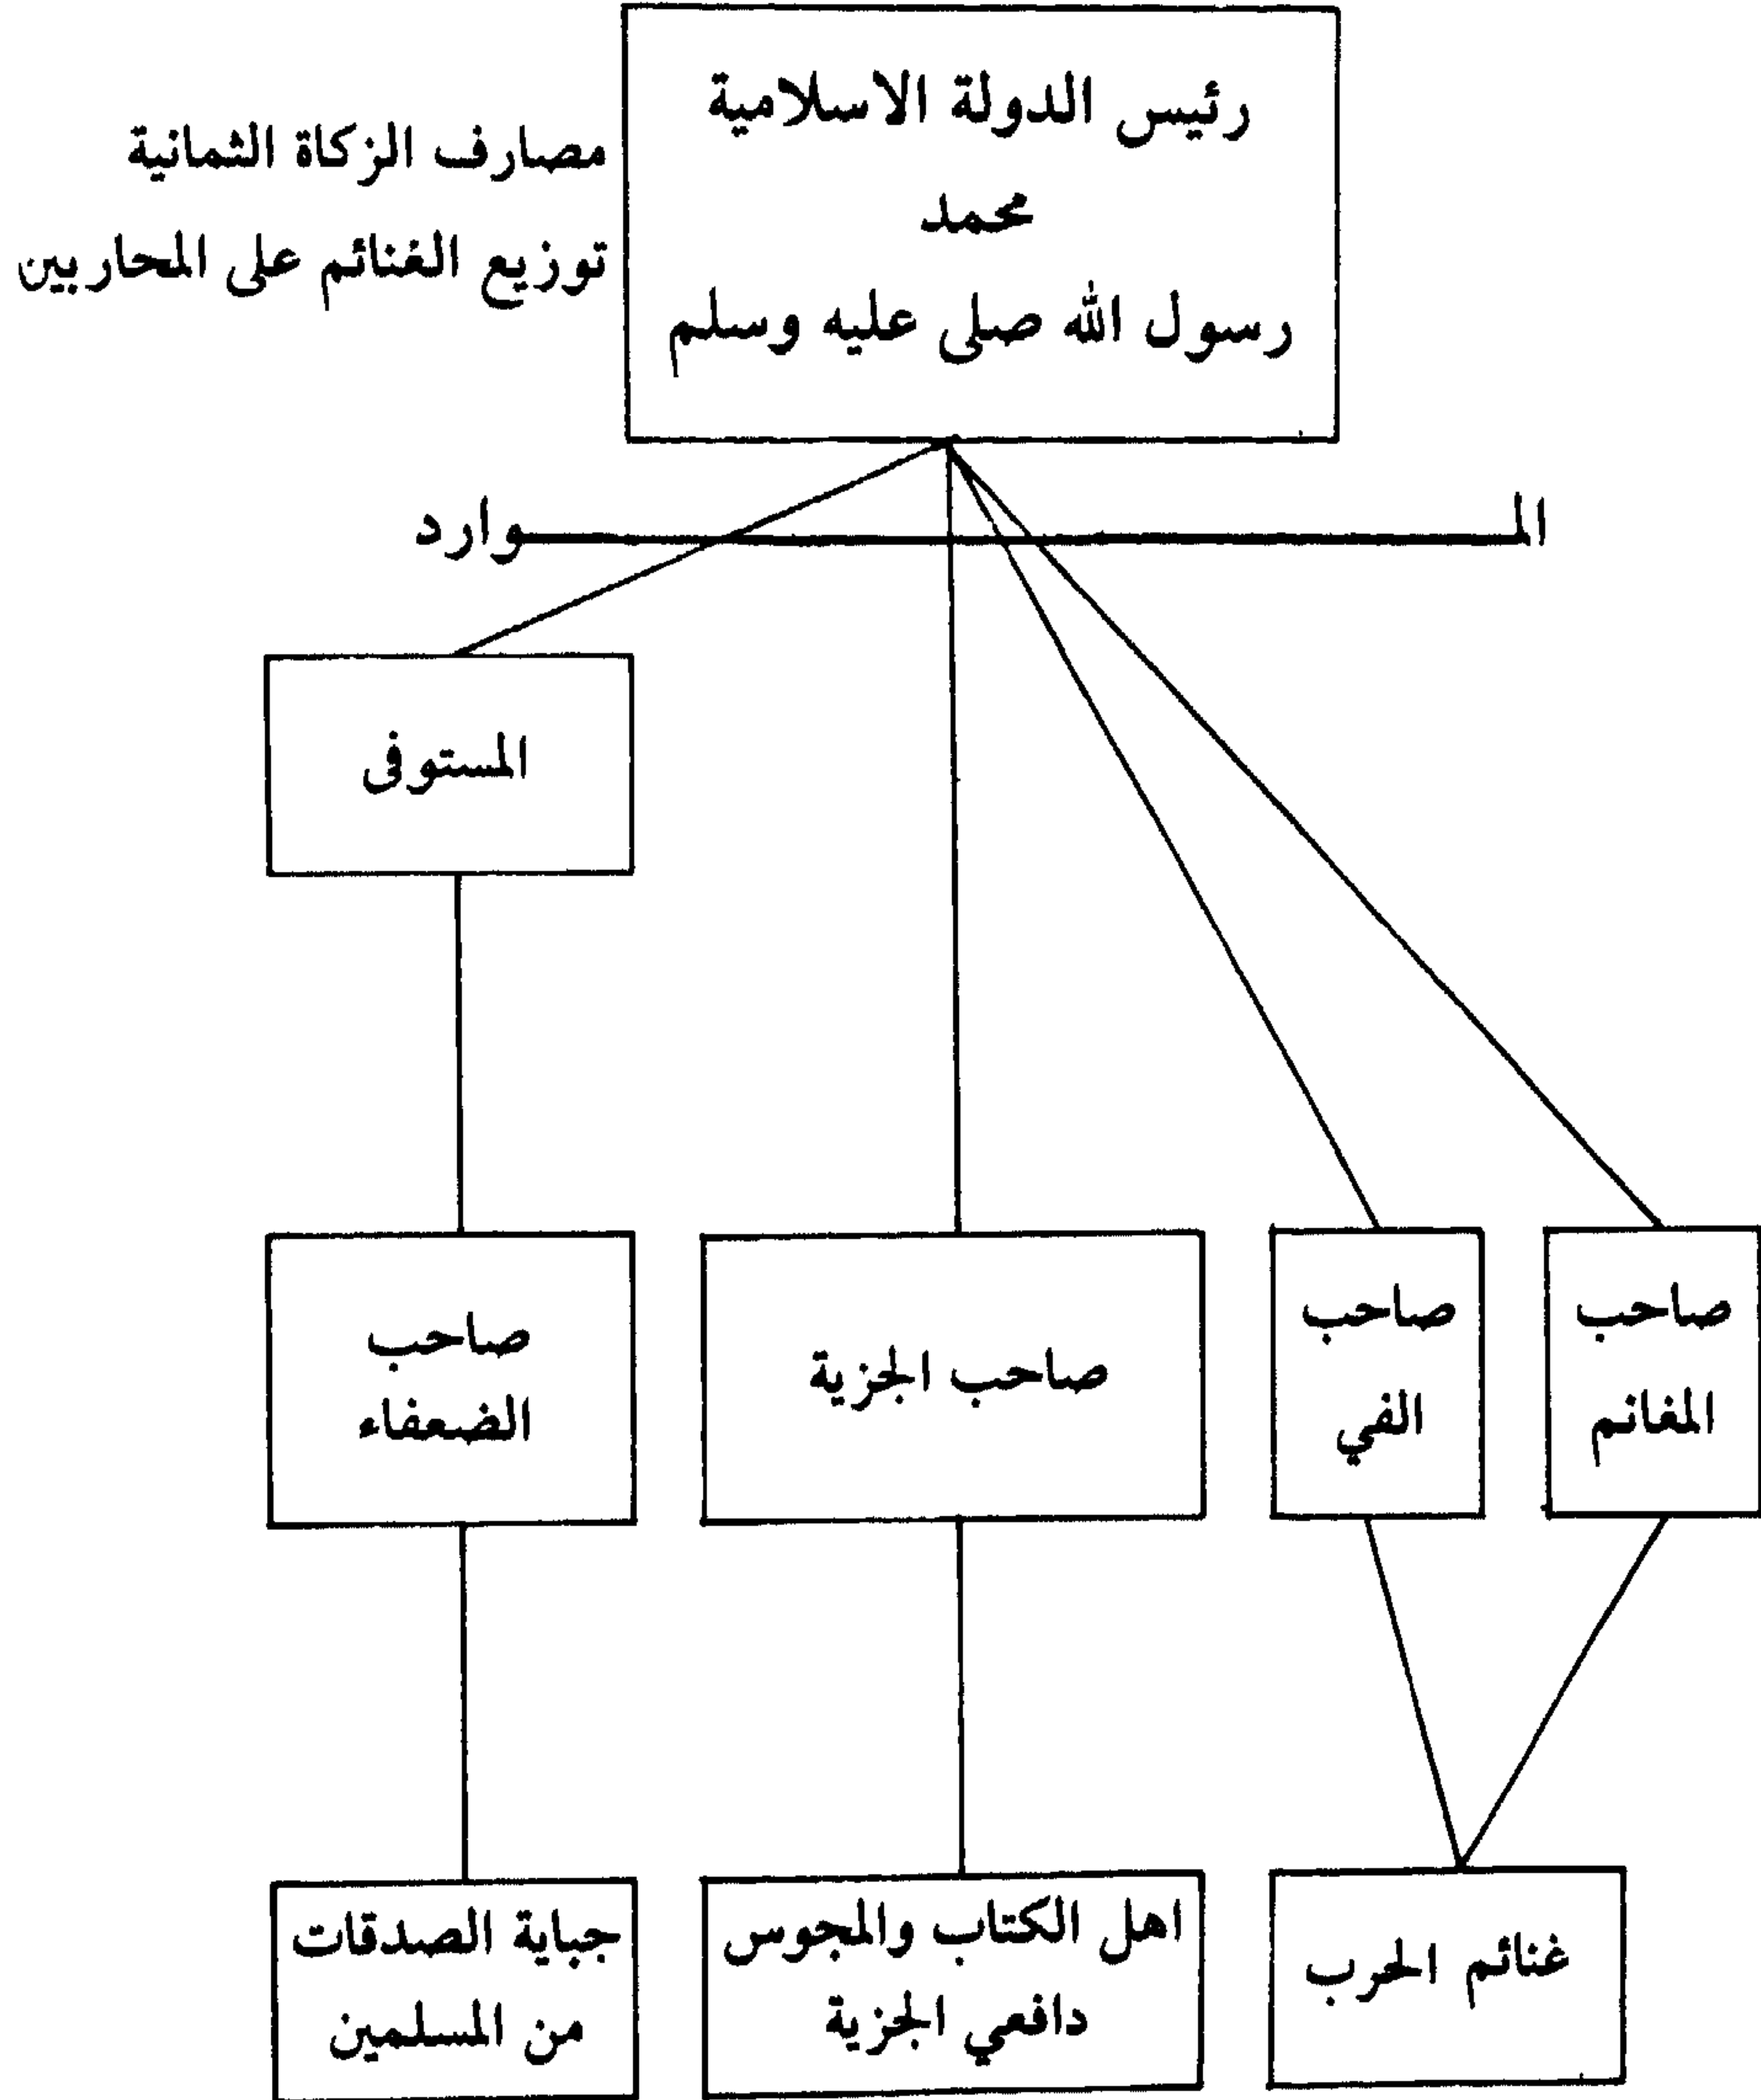 رئيس الدولة الاسلامية
محمد
رسول الله صلى عليه وسلم
مصارف الزكاة الثمانية
توزيع الغنائم على المحاربين
المـــوارد
المستوفى
صاحب
المغانم
صاحب
الفي
صاحب الجزية
صاحب
الضعفاء
غنائم الحرب
اهل الكتاب والمجوس
دافعي الجزية
جباية الصدقات
من المسلمين